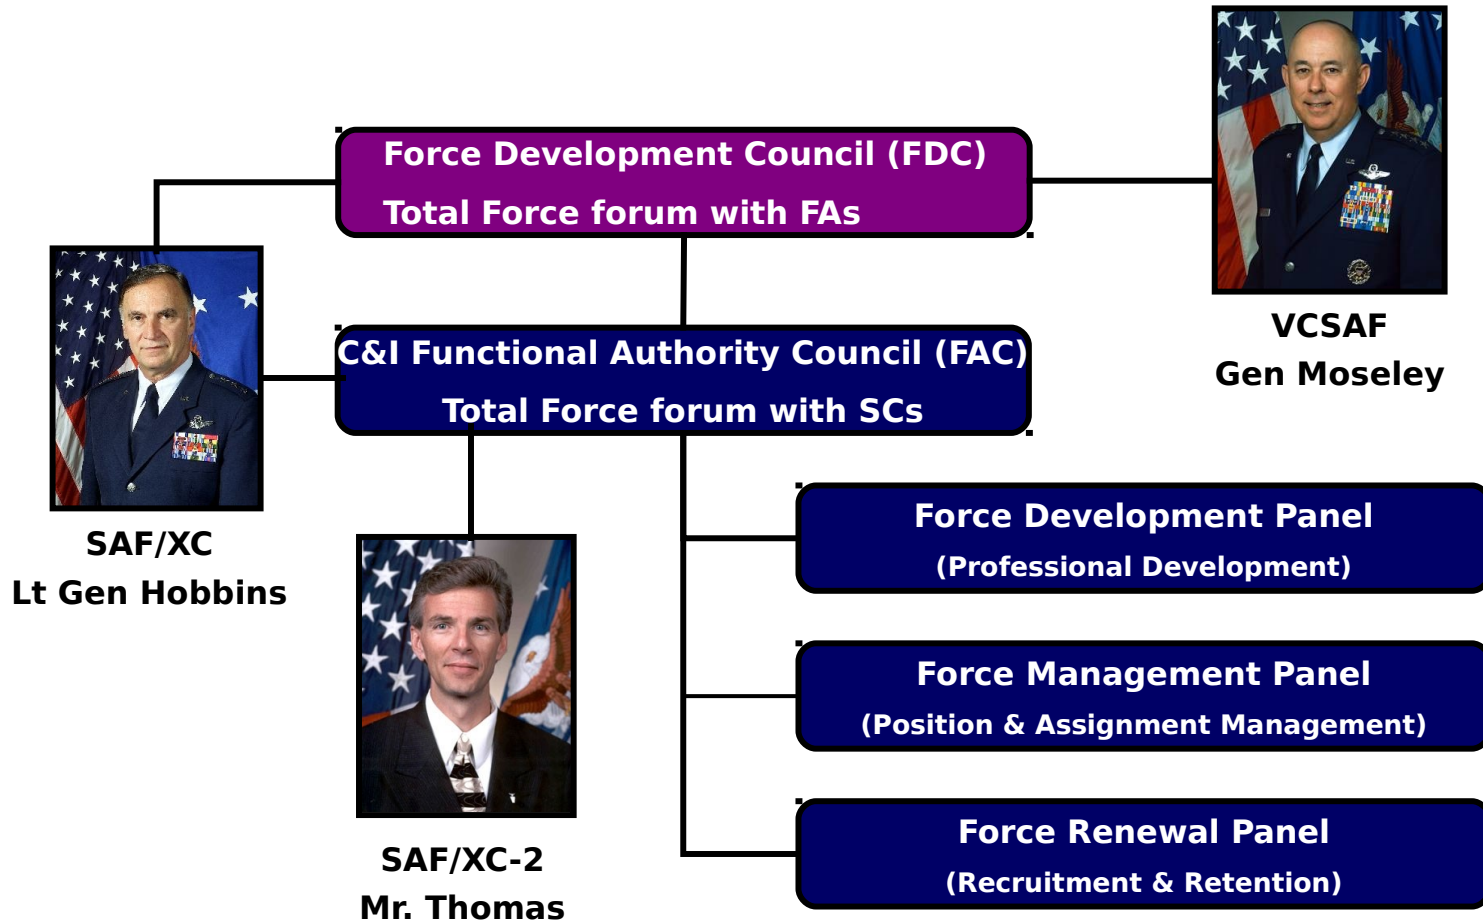 Force Development Council (FDC)
Total Force forum with FAs
VCSAF
Gen Moseley
C&I Functional Authority Council (FAC)
Total Force forum with SCs
SAF/XC
Lt Gen Hobbins
Force Development Panel
(Professional Development)
Force Management Panel
(Position & Assignment Management)
SAF/XC-2
Mr. Thomas
Force Renewal Panel
(Recruitment & Retention)